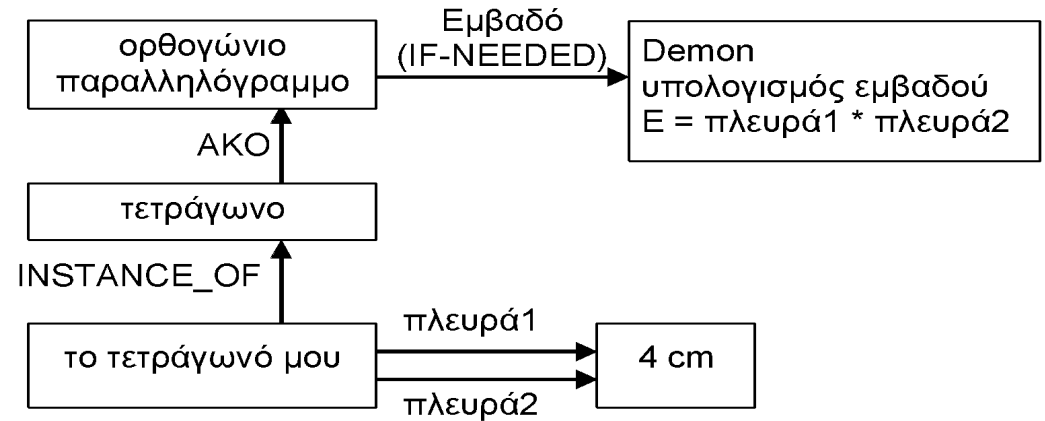 ορθογώνιο
παραλληλόγραμμο
Εμβαδό
(IF-NEEDED)
Demon
υπολογισμός εμβαδού
Ε = πλευρά1 * πλευρά2
AKO
τετράγωνο
INSTANCE_OF
το τετράγωνό μου
πλευρά1
πλευρά2
4 cm